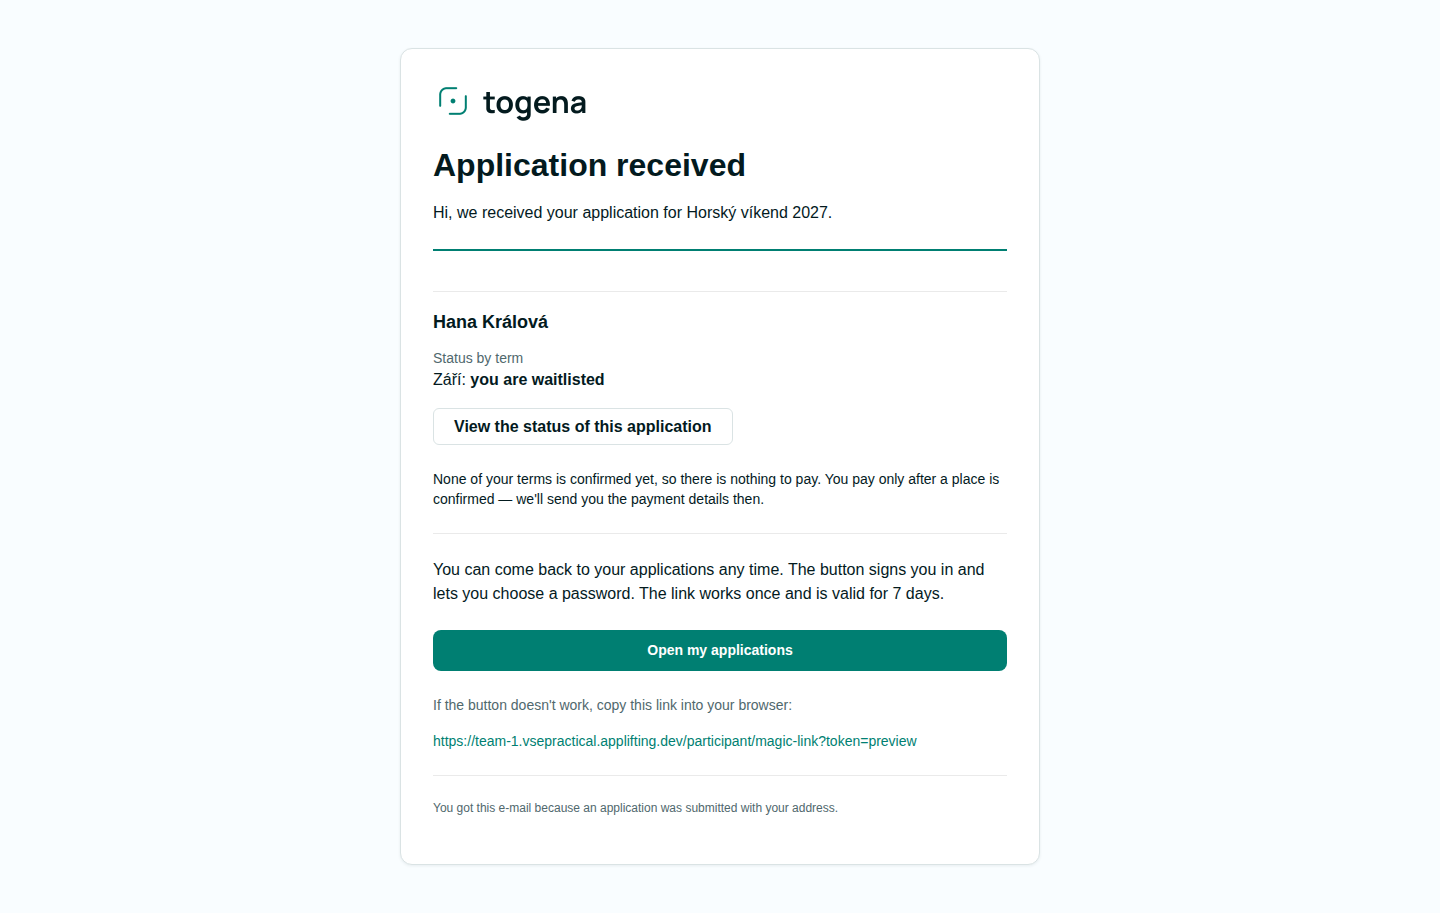 togena
Application received
Hi, we received your application for Horský víkend 2027.
Hana Králová
Status by term
Září: you are waitlisted
View the status of this application
None of your terms is confirmed yet, so there is nothing to pay. You pay only after a place is
confirmed — we'll send you the payment details then.
You can come back to your applications any time. The button signs you in and
lets you choose a password. The link works once and is valid for 7 days.
Open my applications
If the button doesn't work, copy this link into your browser:
https://team-1.vsepractical.applifting.dev/participant/magic-link?token=preview
You got this e-mail because an application was submitted with your address.